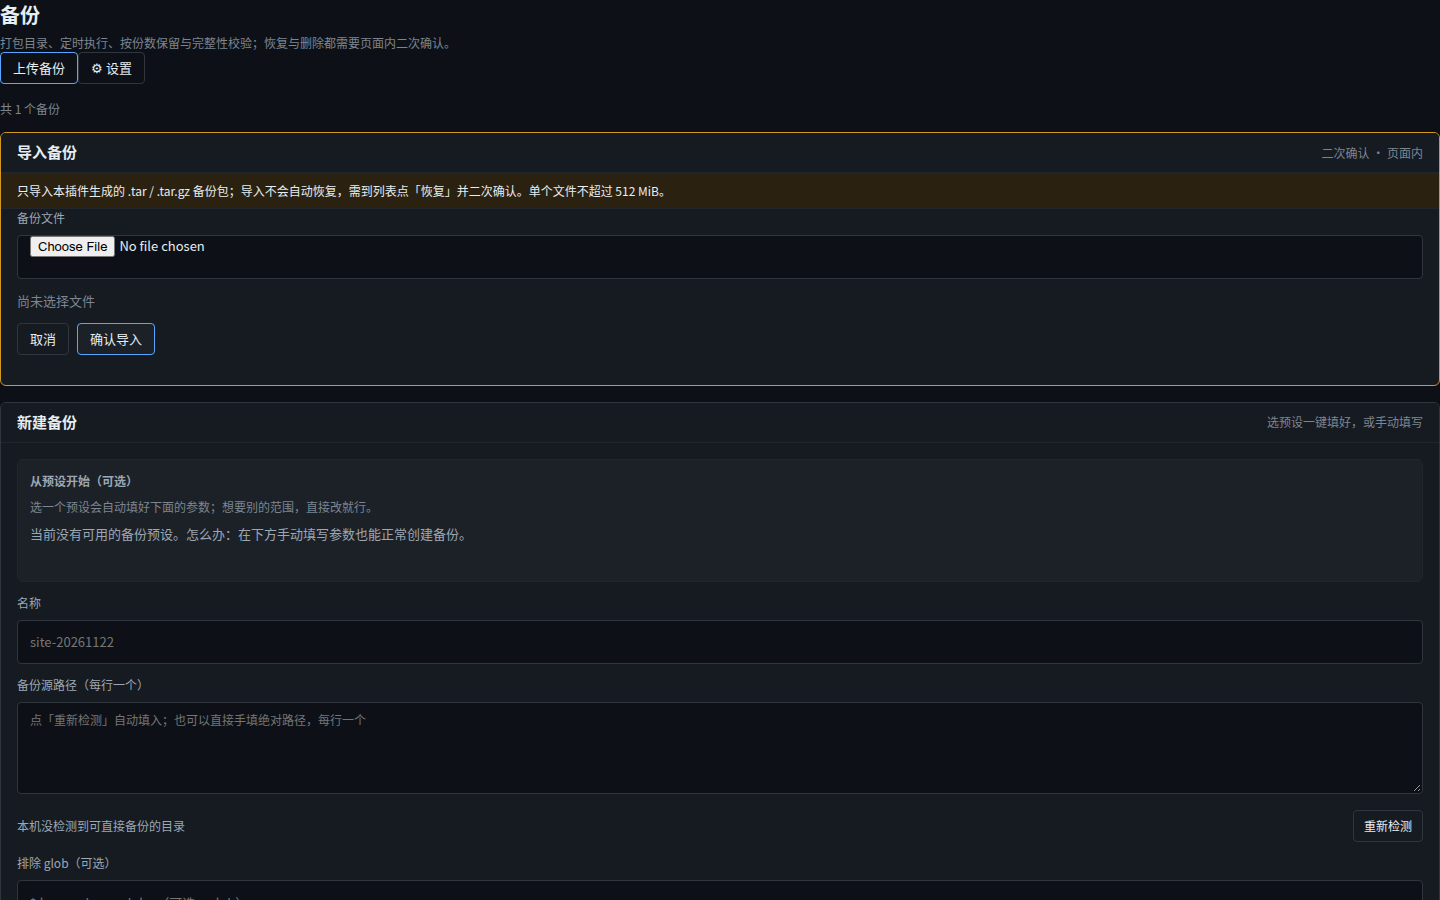 备份
打包目录、定时执行、按份数保留与完整性校验；恢复与删除都需要页面内二次确认。
上传备份
⚙ 设置
共 1 个备份
导入备份
二次确认 · 页面内
只导入本插件生成的 .tar / .tar.gz 备份包；导入不会自动恢复，需到列表点「恢复」并二次确认。单个文件不超过 512 MiB。
备份文件
Choose File No file chosen
尚未选择文件
取消
确认导入
新建备份
选预设一键填好，或手动填写
从预设开始（可选）
选一个预设会自动填好下面的参数；想要别的范围，直接改就行。
当前没有可用的备份预设。怎么办：在下方手动填写参数也能正常创建备份。
名称
site-20261122
备份源路径（每行一个）
点「重新检测」自动填入；也可以直接手填绝对路径，每行一个
本机没检测到可直接备份的目录
重新检测
排除 glob（可选）